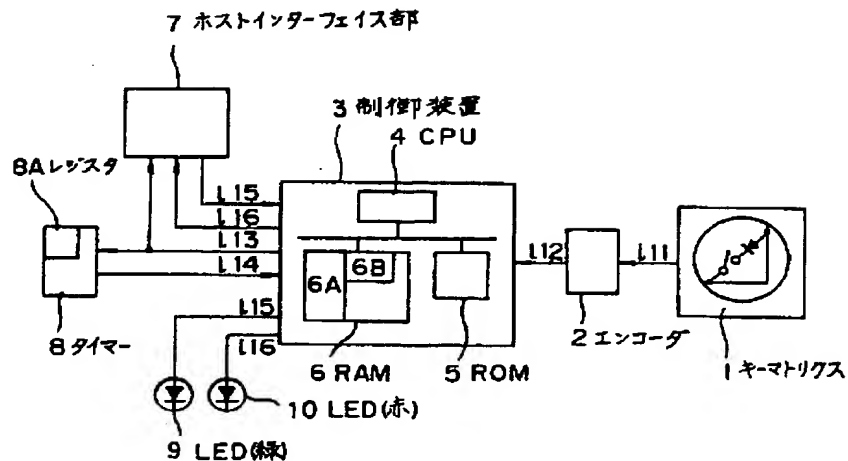 7 ホストインターフェイス部
3 制御装置
4 CPU
8Aレジスタ
l15
l16
l13
l14
6A
6B
l12
l11
l15
l16
8 タイマー
6 RAM
5 ROM
2 エンコーダ
1 キーマトリクス
10 LED(赤)
9 LED(緑)